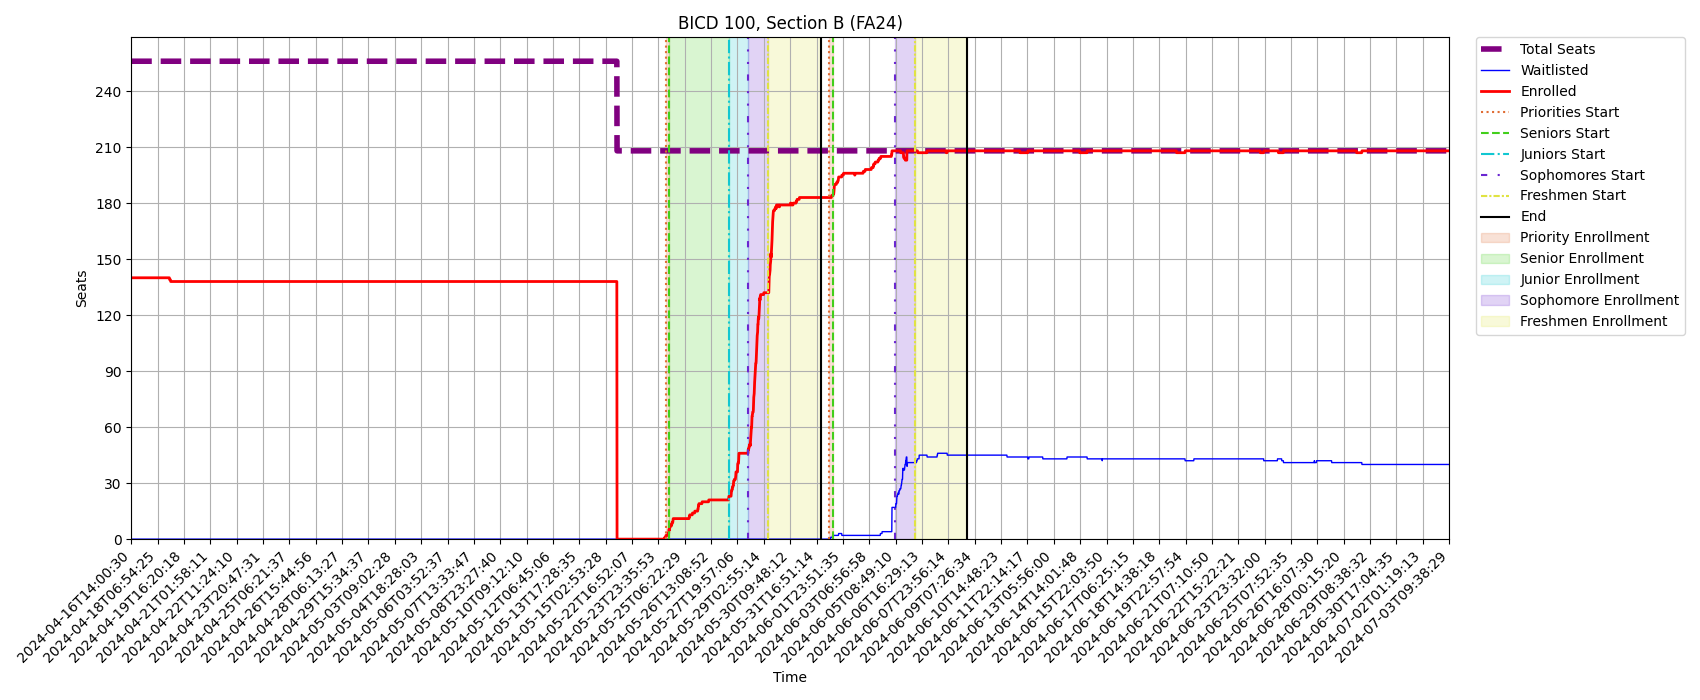 BICD 100, Section B (FA24)
Total Seats
Waitlisted
Enrolled
Priorities Start
Seniors Start
Juniors Start
Sophomores Start
Freshmen Start
End
Priority Enrollment
Senior Enrollment
Junior Enrollment
Sophomore Enrollment
Freshmen Enrollment
Seats
240
210
180
150
120
90
60
30
0
2024-04-16T14:00:30
2024-04-18T06:54:25
2024-04-19T16:20:18
2024-04-21T01:58:11
2024-04-22T11:24:10
2024-04-23T20:47:31
2024-04-25T06:21:37
2024-04-26T15:44:56
2024-04-28T06:13:27
2024-04-29T15:34:37
2024-05-03T09:02:28
2024-05-04T18:28:03
2024-05-06T03:52:37
2024-05-07T13:33:47
2024-05-08T23:27:40
2024-05-10T09:12:10
2024-05-12T06:45:06
2024-05-13T17:28:35
2024-05-15T02:53:28
2024-05-22T16:52:07
2024-05-23T23:35:53
2024-05-25T06:22:29
2024-05-26T13:08:52
2024-05-27T19:57:06
2024-05-29T02:55:14
2024-05-30T09:48:12
2024-05-31T16:51:14
2024-06-01T23:51:35
2024-06-03T06:56:58
2024-06-05T08:49:10
2024-06-06T16:29:13
2024-06-07T23:56:14
2024-06-09T07:26:34
2024-06-10T14:48:23
2024-06-11T22:14:17
2024-06-13T05:56:00
2024-06-14T14:01:48
2024-06-15T22:03:50
2024-06-17T06:25:15
2024-06-18T14:38:18
2024-06-19T22:57:54
2024-06-21T07:10:50
2024-06-22T15:22:21
2024-06-23T23:32:00
2024-06-25T07:52:35
2024-06-26T16:07:30
2024-06-28T00:15:20
2024-06-29T08:38:32
2024-06-30T17:04:35
2024-07-02T01:19:13
2024-07-03T09:38:29
Time